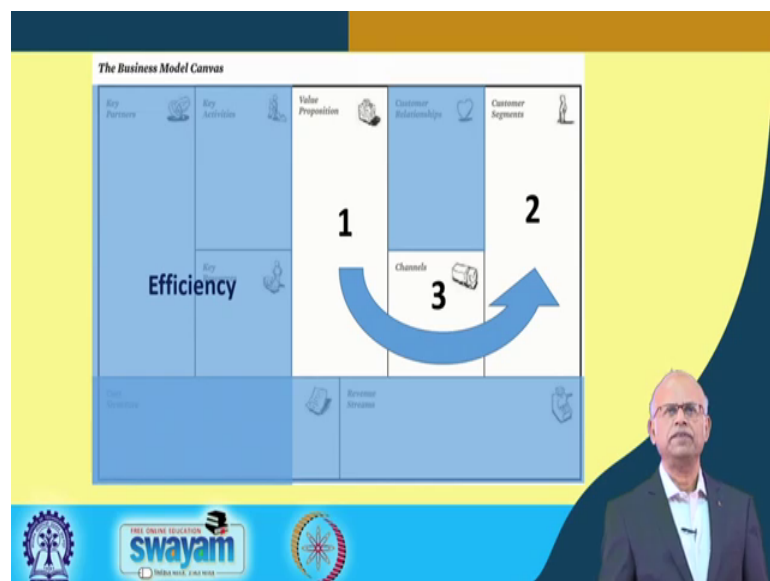 The Business Model Canvas
Key
Partners
Key
Activities
Value
Proposition
Customer
Relationships
Customer
Segments
1
2
Key
Efficiency
Channels
3
Revenue
Streams
FREE ONLINE EDUCATION
swayam